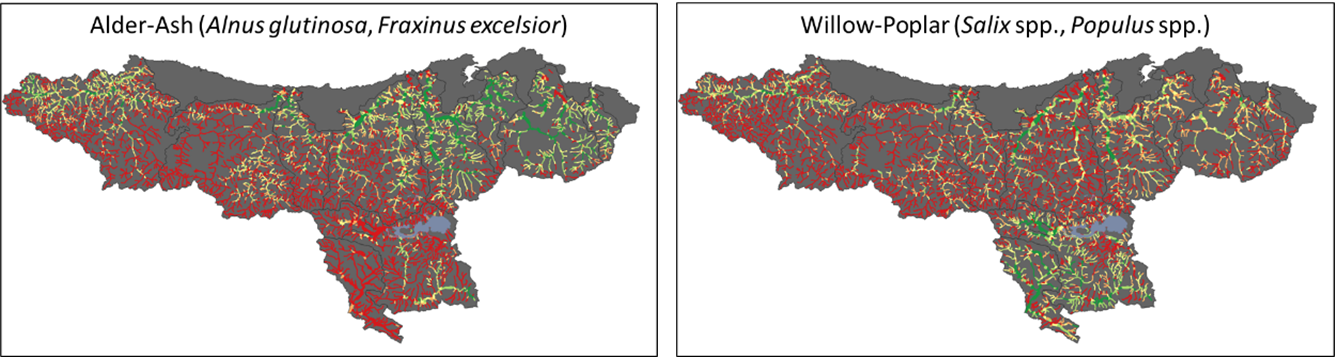 Alder-Ash (Alnus glutinosa, Fraxinus excelsior)
Willow-Poplar (Salix spp., Populus spp.)